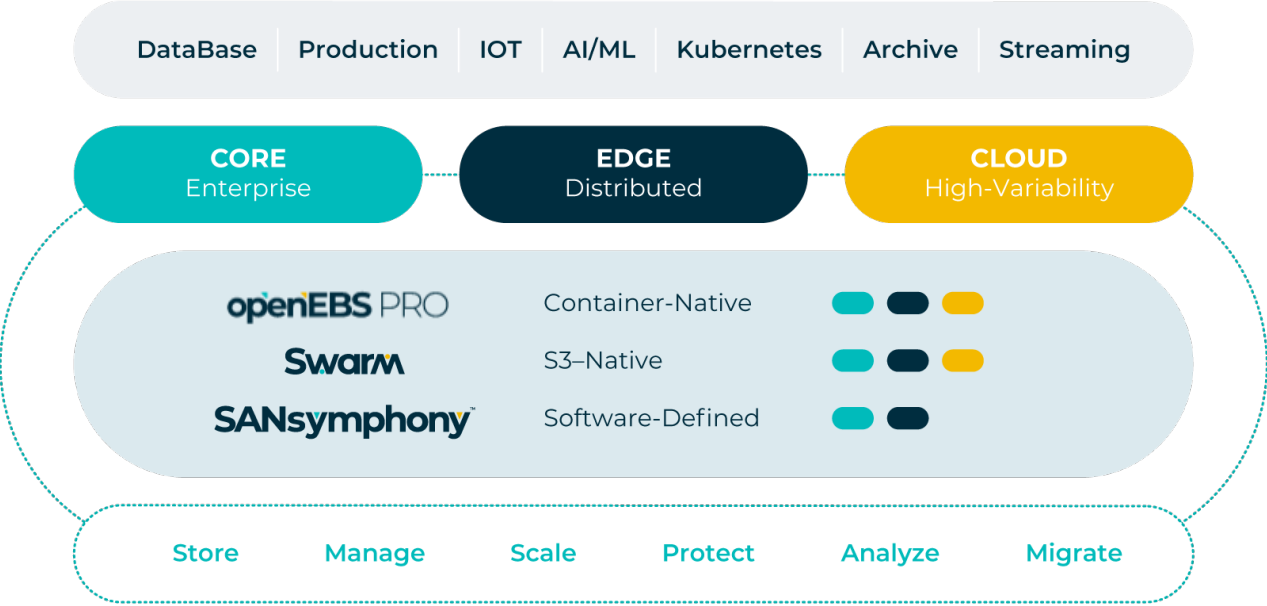 DataBase Production IOT AI/ML Kubernetes Archive Streaming
CORE
Enterprise
EDGE
Distributed
CLOUD
High-Variability
openEBS PRO Container-Native
Swarm S3–Native
SANsymphony™ Software-Defined
Store Manage Scale Protect Analyze Migrate